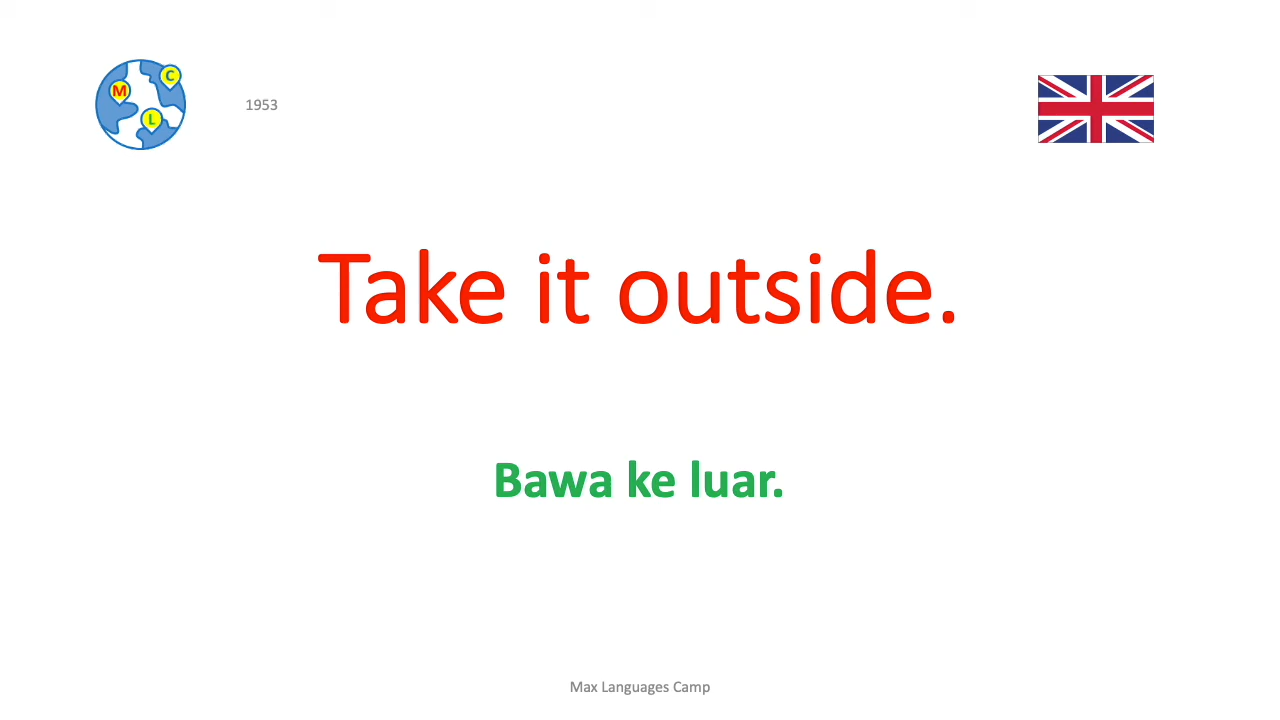 M
C
L
1953
Take it outside.
Bawa ke luar.
Max Languages Camp